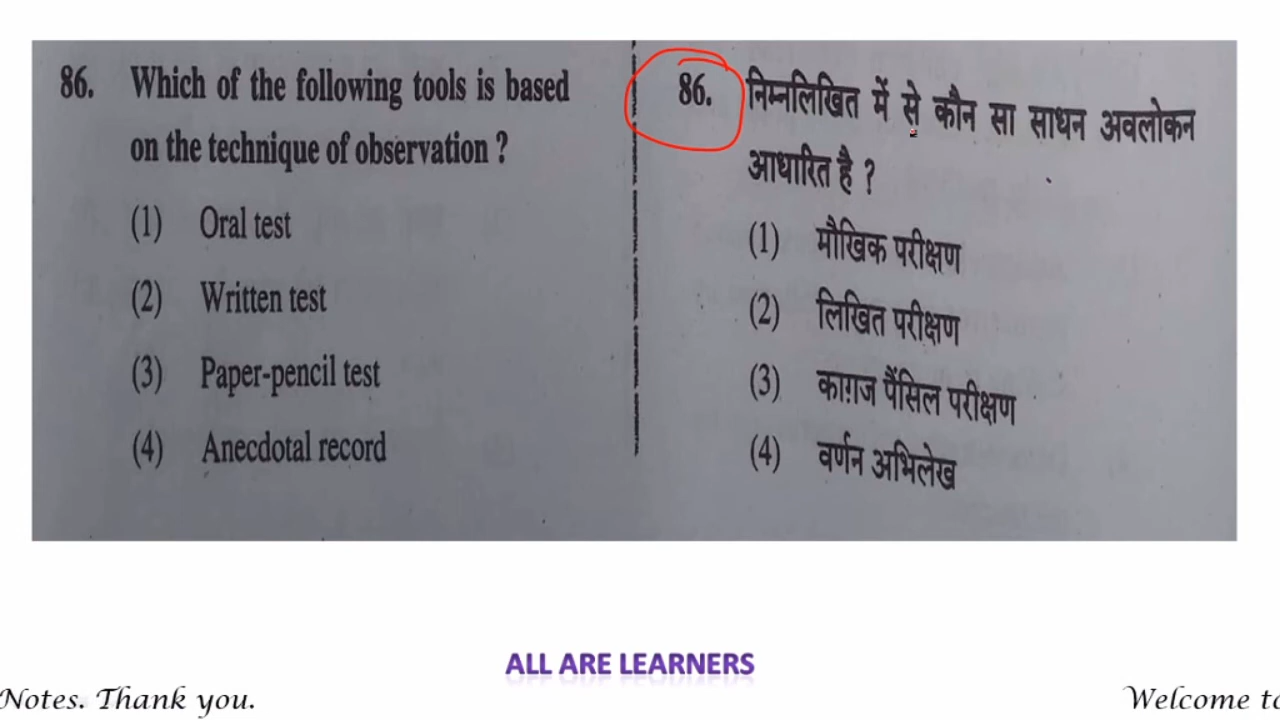 86. Which of the following tools is based
on the technique of observation ?
(1) Oral test
(2) Written test
(3) Paper-pencil test
(4) Anecdotal record
86. निम्नलिखित में से कौन सा साधन अवलोकन
आधारित है ?
(1) मौखिक परीक्षण
(2) लिखित परीक्षण
(3) काग़ज पैंसिल परीक्षण
(4) वर्णन अभिलेख
ALL ARE LEARNERS
Notes. Thank you.
Welcome to